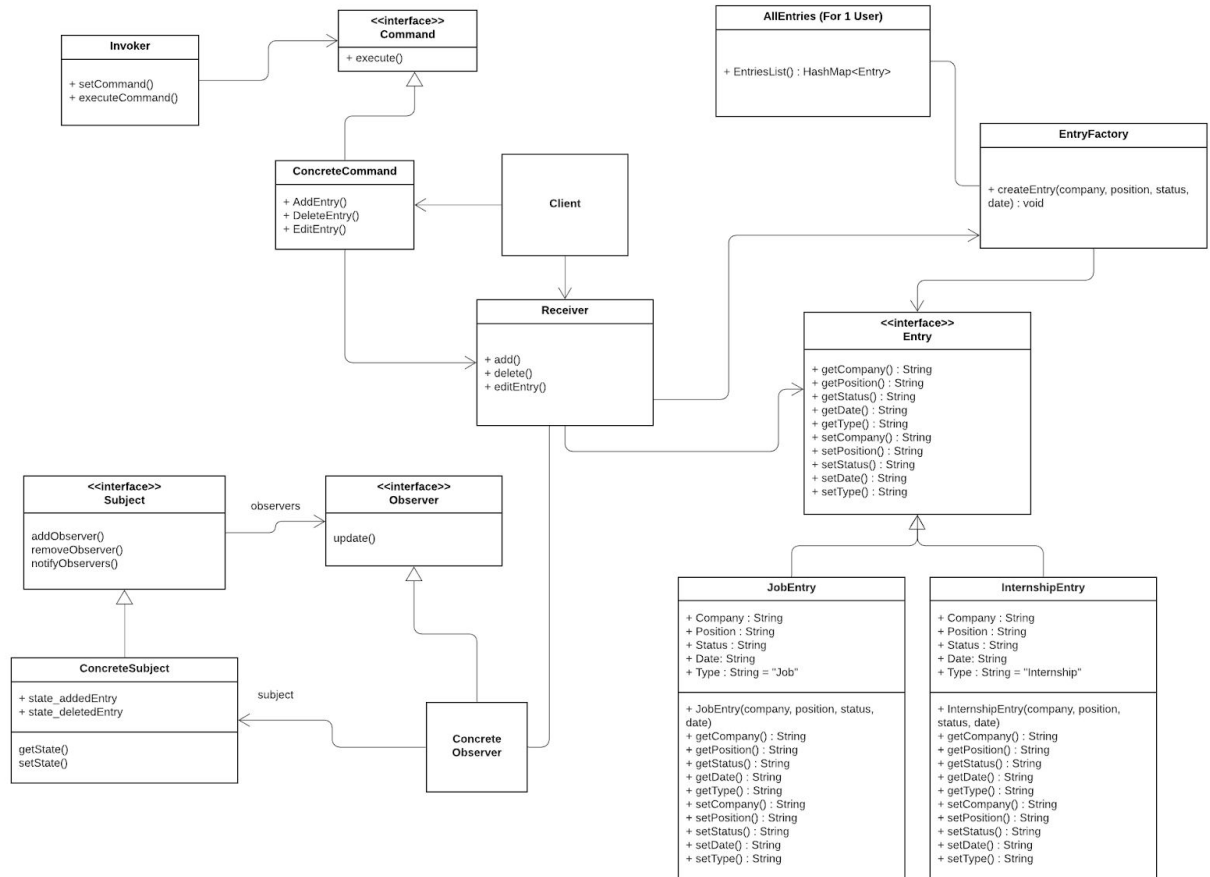 <<interface>>
Command
+ execute()
Invoker
+ setCommand()
+ executeCommand()
AllEntries (For 1 User)
+ EntriesList() : HashMap<Entry>
EntryFactory
+ createEntry(company, position, status,
date) : void
ConcreteCommand
+ AddEntry()
+ DeleteEntry()
+ EditEntry()
Client
Receiver
+ add()
+ delete()
+ editEntry()
<<interface>>
Entry
+ getCompany() : String
+ getPosition() : String
+ getStatus() : String
+ getDate() : String
+ getType() : String
+ setCompany() : String
+ setPosition() : String
+ setStatus() : String
+ setDate() : String
+ setType() : String
<<interface>>
Subject
addObserver()
removeObserver()
notifyObservers()
observers
<<interface>>
Observer
update()
ConcreteSubject
+ state_addedEntry
+ state_deletedEntry
getState()
setState()
subject
Concrete
Observer
JobEntry
+ Company : String
+ Position : String
+ Status : String
+ Date: String
+ Type : String = "Job"
+ JobEntry(company, position, status,
date)
+ getCompany() : String
+ getPosition() : String
+ getStatus() : String
+ getDate() : String
+ getType() : String
+ setCompany() : String
+ setPosition() : String
+ setStatus() : String
+ setDate() : String
+ setType() : String
InternshipEntry
+ Company : String
+ Position : String
+ Status : String
+ Date: String
+ Type : String = "Internship"
+ InternshipEntry(company, position,
status, date)
+ getCompany() : String
+ getPosition() : String
+ getStatus() : String
+ getDate() : String
+ getType() : String
+ setCompany() : String
+ setPosition() : String
+ setStatus() : String
+ setDate() : String
+ setType() : String